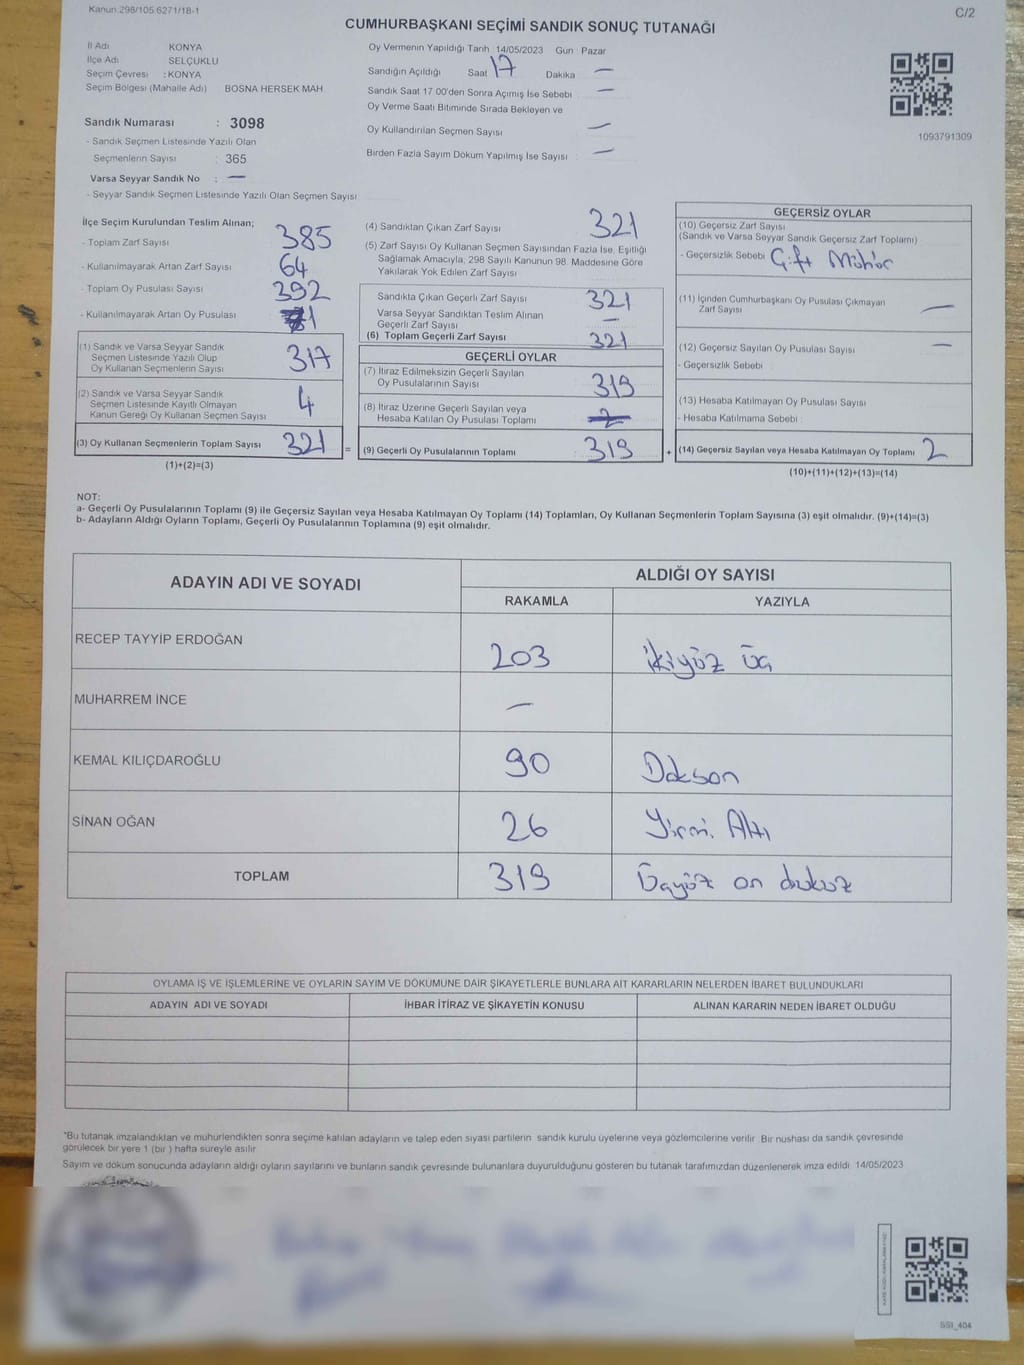 Kanun 298/105 6271/18-1
C/2
CUMHURBAŞKANI SEÇİMİ SANDIK SONUÇ TUTANAĞI
İl Adı KONYA
İlçe Adı SELÇUKLU
Seçim Çevresi : KONYA
Seçim Bölgesi (Mahalle Adı) BOSNA HERSEK MAH
Sandık Numarası : 3098
- Sandık Seçmen Listesinde Yazılı Olan
Seçmenlerin Sayısı : 365
Varsa Seyyar Sandık No : —
- Seyyar Sandık Seçmen Listesinde Yazılı Olan Seçmen Sayısı
Oy Vermenin Yapıldığı Tarih : 14/05/2023 Gün : Pazar
Sandığın Açıldığı Saat 17 Dakika : —
Sandık Saat 17 00'den Sonra Açımış İse Sebebi : —
Oy Verme Saati Bitiminde Sırada Bekleyen ve
Oy Kullandırılan Seçmen Sayısı : —
Birden Fazla Sayım Döküm Yapılmış İse Sayısı : —
1093791309
İlçe Seçim Kurulundan Teslim Alınan;
- Toplam Zarf Sayısı : 385
- Kullanılmayarak Artan Zarf Sayısı : 64
- Toplam Oy Pusulası Sayısı : 392
- Kullanılmayarak Artan Oy Pusulası : 71
(1) Sandık ve Varsa Seyyar Sandık
Seçmen Listesinde Yazılı Olup
Oy Kullanan Seçmenlerin Sayısı : 317
(2) Sandık ve Varsa Seyyar Sandık
Seçmen Listesinde Kayıtlı Olmayan
Kanun Gereği Oy Kullanan Seçmen Sayısı : 4
(3) Oy Kullanan Seçmenlerin Toplam Sayısı : 321
(1)+(2)=(3)
=
(4) Sandıktan Çıkan Zarf Sayısı : 321
(5) Zarf Sayısı Oy Kullanan Seçmen Sayısından Fazla İse, Eşitliği
Sağlamak Amacıyla, 298 Sayılı Kanunun 98. Maddesine Göre
Yakılarak Yok Edilen Zarf Sayısı
Sandıkta Çıkan Geçerli Zarf Sayısı : 321
Varsa Seyyar Sandıktan Teslim Alınan
Geçerli Zarf Sayısı : —
(6) Toplam Geçerli Zarf Sayısı : 321
GEÇERLİ OYLAR
(7) İtiraz Edilmeksizin Geçerli Sayılan
Oy Pusulalarının Sayısı : 319
(8) İtiraz Üzerine Geçerli Sayılan veya
Hesaba Katılan Oy Pusulası Toplamı : 2
(9) Geçerli Oy Pusulalarının Toplamı : 319
+
GEÇERSİZ OYLAR
(10) Geçersiz Zarf Sayısı :
(Sandık ve Varsa Seyyar Sandık Geçersiz Zarf Toplamı)
- Geçersizlik Sebebi : Çift Mühür
(11) İçinden Cumhurbaşkanı Oy Pusulası Çıkmayan
Zarf Sayısı : —
(12) Geçersiz Sayılan Oy Pusulası Sayısı : —
- Geçersizlik Sebebi :
(13) Hesaba Katılmayan Oy Pusulası Sayısı :
- Hesaba Katılmama Sebebi :
(14) Geçersiz Sayılan veya Hesaba Katılmayan Oy Toplamı : 2
(10)+(11)+(12)+(13)=(14)
NOT:
a- Geçerli Oy Pusulalarının Toplamı (9) ile Geçersiz Sayılan veya Hesaba Katılmayan Oy Toplamı (14) Toplamları, Oy Kullanan Seçmenlerin Toplam Sayısına (3) eşit olmalıdır. (9)+(14)=(3)
b- Adayların Aldığı Oyların Toplamı, Geçerli Oy Pusulalarının Toplamına (9) eşit olmalıdır.
ADAYIN ADI VE SOYADI ALDIĞI OY SAYISI
RAKAMLA YAZIYLA
RECEP TAYYİP ERDOĞAN 203 ikiyüz üç
MUHARREM İNCE —
KEMAL KILIÇDAROĞLU 90 Doksan
SİNAN OĞAN 26 Yirmi Altı
TOPLAM 319 Üçyüz on dokuz
OYLAMA İŞ VE İŞLEMLERİNE VE OYLARIN SAYIM VE DÖKÜMÜNE DAİR ŞİKAYETLERLE BUNLARA AİT KARARLARIN NELERDEN İBARET BULUNDUKLARI
ADAYIN ADI VE SOYADI İHBAR İTİRAZ VE ŞİKAYETİN KONUSU ALINAN KARARIN NEDEN İBARET OLDUĞU
*Bu tutanak imzalandıktan ve mühürlendikten sonra seçime katılan adayların ve talep eden siyasi partilerin sandık kurulu üyelerine veya gözlemcilerine verilir. Bir nüshası da sandık çevresinde
görülecek bir yere 1 (bir ) hafta süreyle asılır.
Sayım ve döküm sonucunda adayların aldığı oyların sayılarını ve bunların sandık çevresinde bulunanlara duyurulduğunu gösteren bu tutanak tarafımızdan düzenlenerek imza edildi. 14/05/2023
SSI_404